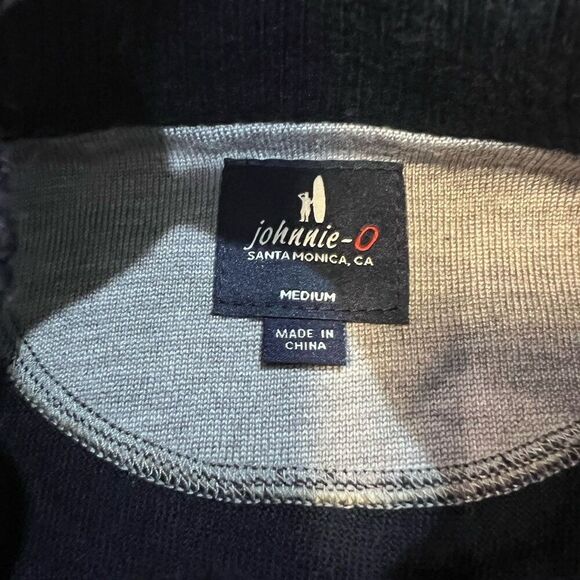 johnnie-O
SANTA MONICA, CA
MEDIUM
MADE IN
CHINA